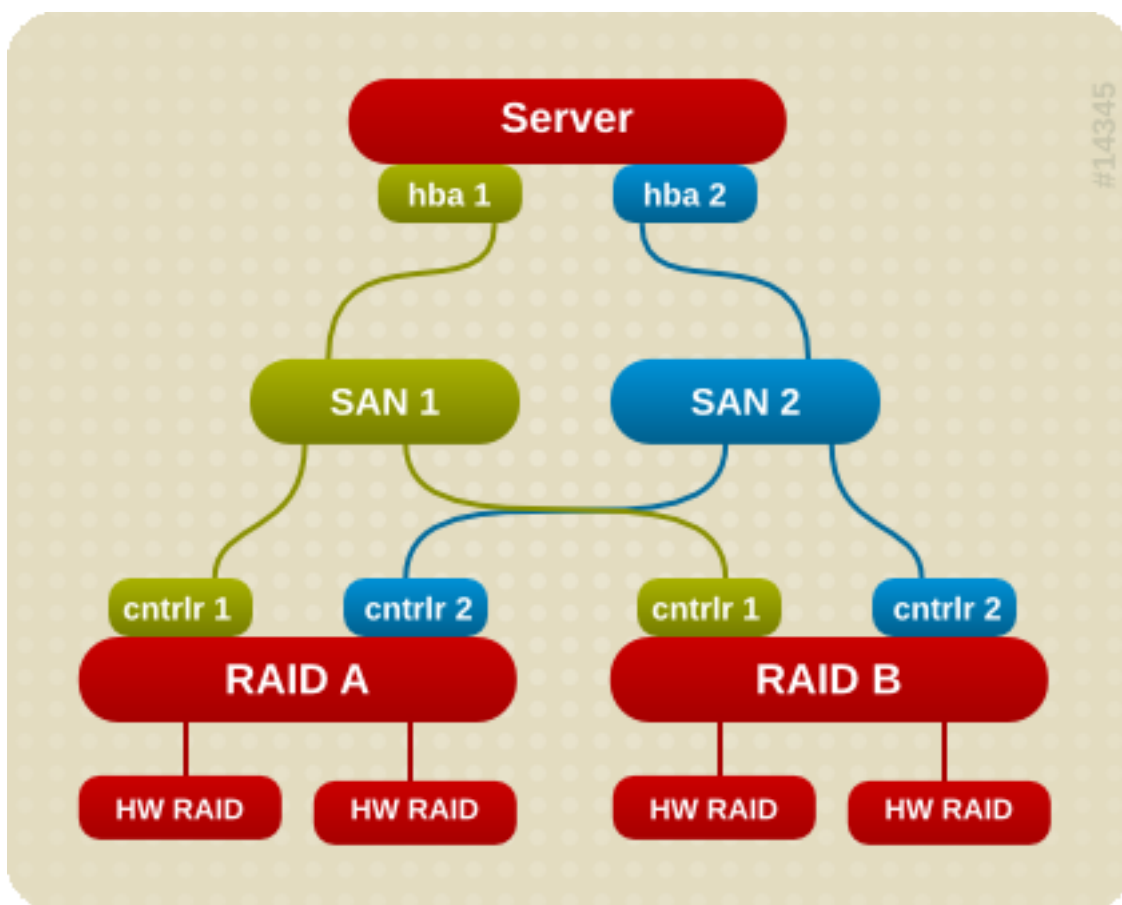 Server
#14345
hba 1
hba 2
SAN 1
SAN 2
cntrlr 1
cntrlr 2
cntrlr 1
cntrlr 2
RAID A
RAID B
HW RAID
HW RAID
HW RAID
HW RAID